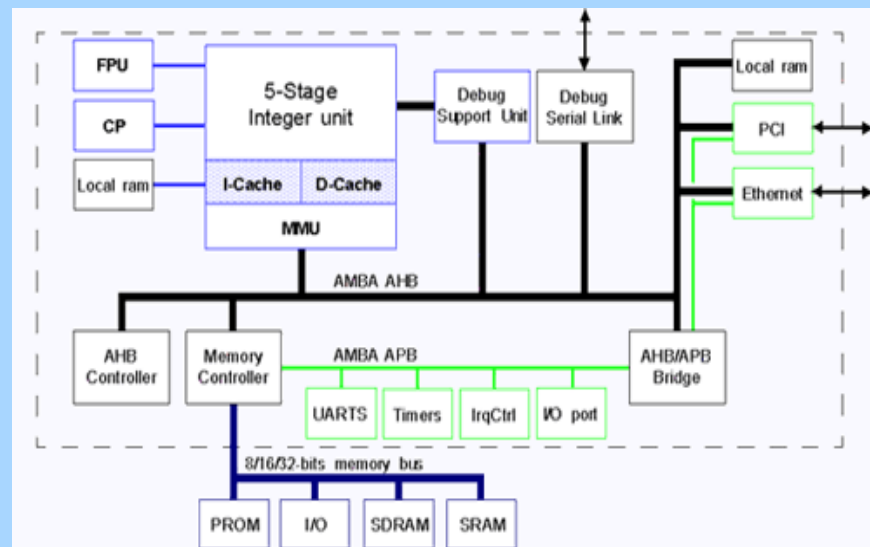 FPU
CP
Local ram
5-Stage
Integer unit
I-Cache
D-Cache
MMU
Debug
Support Unit
Debug
Serial Link
Local ram
PCI
Ethernet
AMBA AHB
AHB
Controller
Memory
Controller
AMBA APB
AHB/APB
Bridge
UARTS
Timers
IrqCtrl
I/O port
8/16/32-bits memory bus
PROM
I/O
SDRAM
SRAM